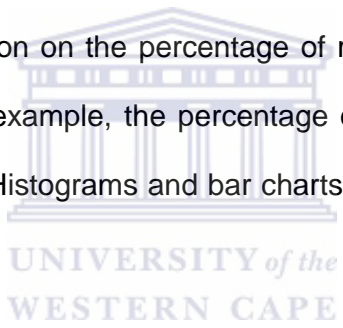 on on the percentage of
example, the percentage
Histograms and bar charts
UNIVERSITY of the
WESTERN CAPE